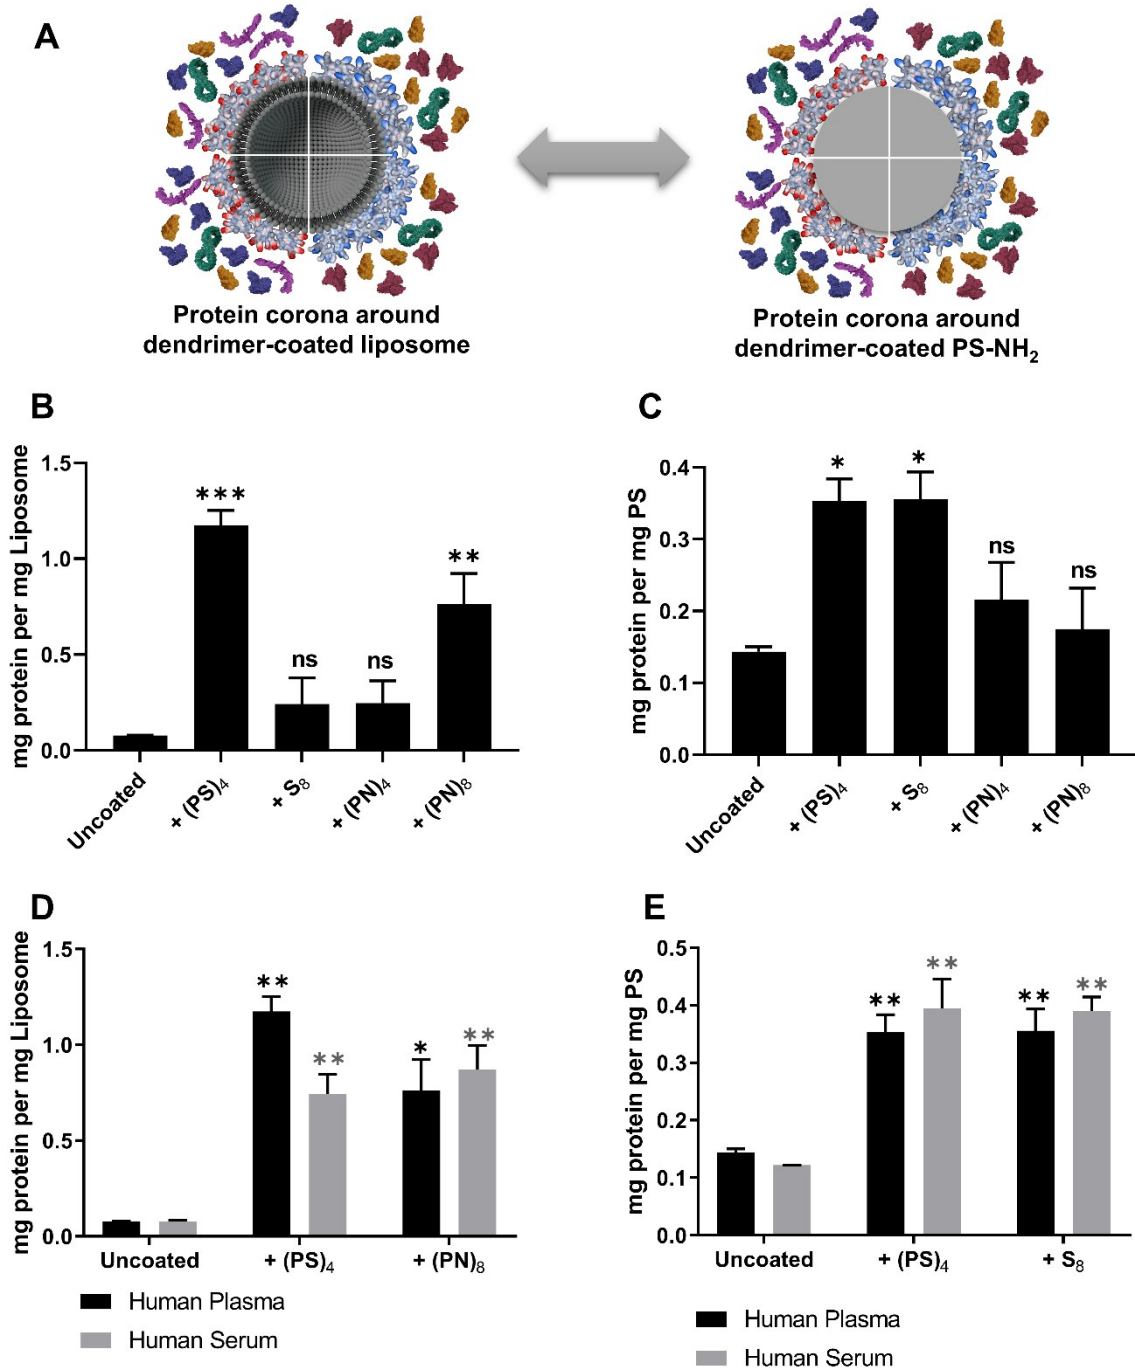 A
Protein corona around
dendrimer-coated liposome
Protein corona around
dendrimer-coated PS-NH₂
B
mg protein per mg Liposome
1.5
1.0
0.5
0.0
***
ns
ns
**
Uncoated
+ (PS)₄
+ S₈
+ (PN)₄
+ (PN)₈
C
mg protein per mg PS
0.4
0.3
0.2
0.1
0.0
*
*
ns
ns
Uncoated
+ (PS)₄
+ S₈
+ (PN)₄
+ (PN)₈
D
mg protein per mg Liposome
1.5
1.0
0.5
0.0
**
**
*
**
Uncoated
+ (PS)₄
+ (PN)₈
Human Plasma
Human Serum
E
mg protein per mg PS
0.5
0.4
0.3
0.2
0.1
0.0
**
**
**
**
Uncoated
+ (PS)₄
+ S₈
Human Plasma
Human Serum